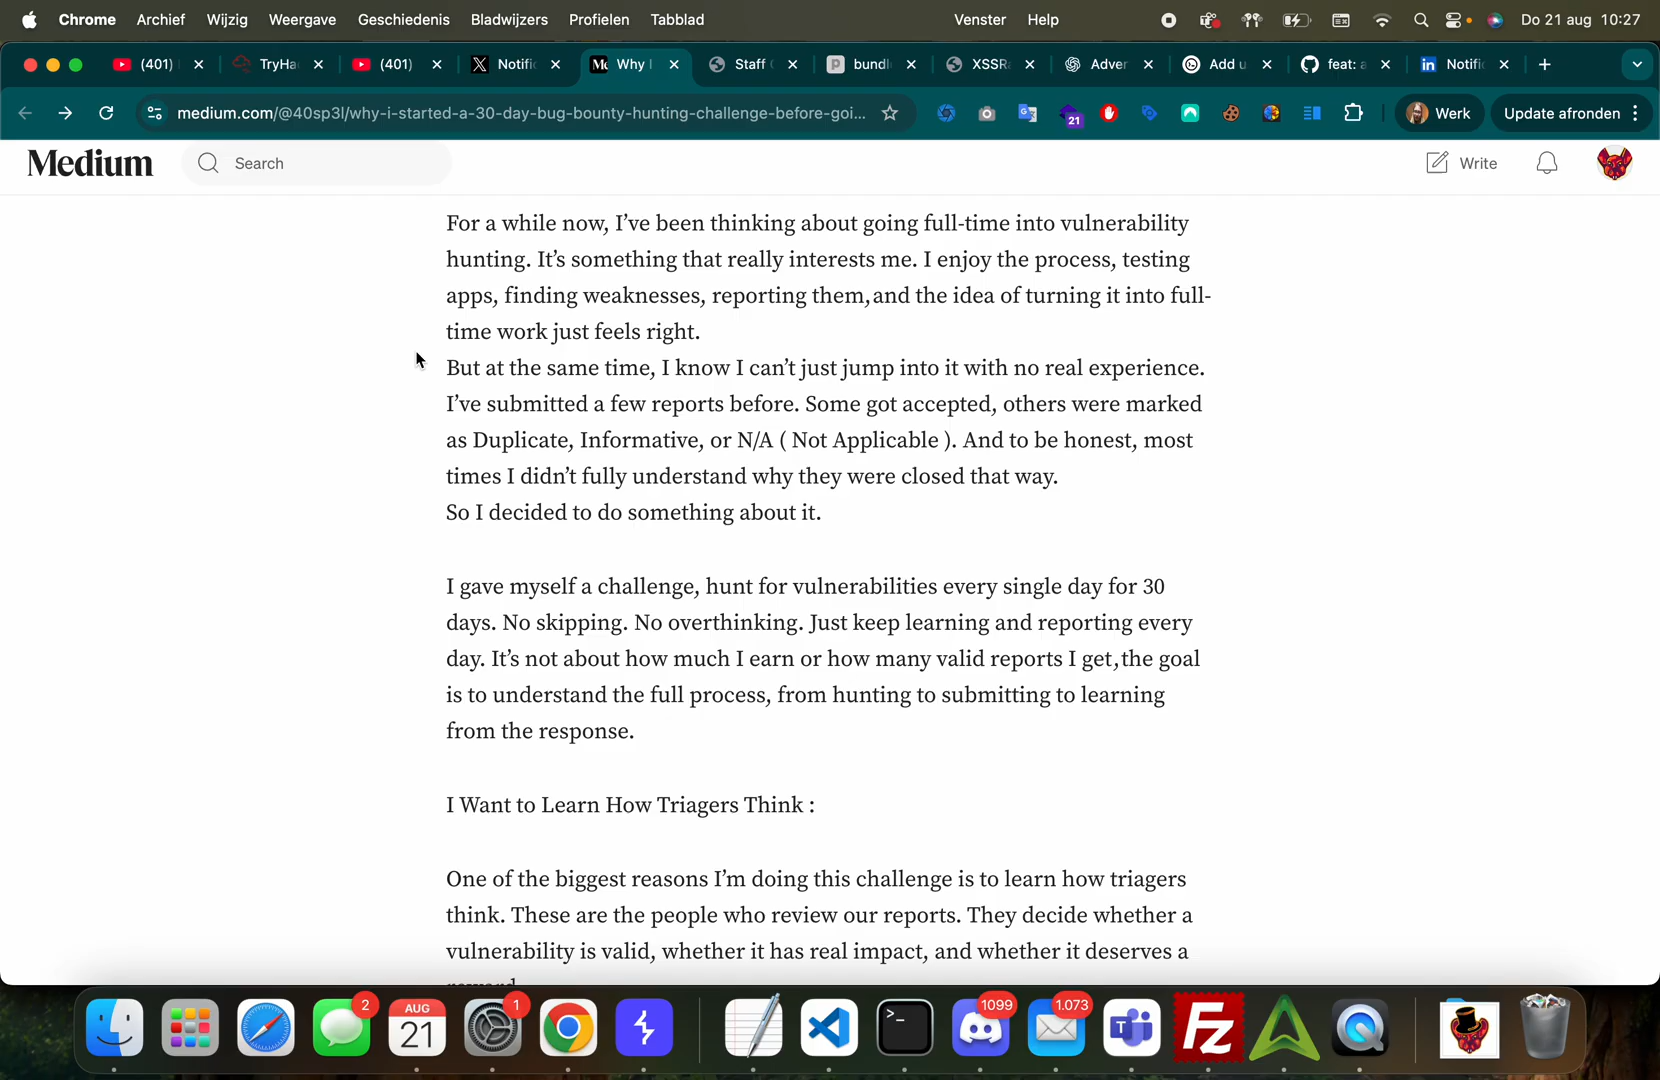 Chrome Archief Wijzig Weergave Geschiedenis Bladwijzers Profielen Tabblad Venster Help Do 21 aug 10:27
(401) TryHa (401) Notific Why I Staff bundl XSSR Adver Add u feat: a Notific
medium.com/@40sp3l/why-i-started-a-30-day-bug-bounty-hunting-challenge-before-goi... 21 Werk Update afronden
Medium Search Write
For a while now, I’ve been thinking about going full-time into vulnerability
hunting. It’s something that really interests me. I enjoy the process, testing
apps, finding weaknesses, reporting them,and the idea of turning it into full-
time work just feels right.
But at the same time, I know I can’t just jump into it with no real experience.
I’ve submitted a few reports before. Some got accepted, others were marked
as Duplicate, Informative, or N/A ( Not Applicable ). And to be honest, most
times I didn’t fully understand why they were closed that way.
So I decided to do something about it.
I gave myself a challenge, hunt for vulnerabilities every single day for 30
days. No skipping. No overthinking. Just keep learning and reporting every
day. It’s not about how much I earn or how many valid reports I get,the goal
is to understand the full process, from hunting to submitting to learning
from the response.
I Want to Learn How Triagers Think :
One of the biggest reasons I’m doing this challenge is to learn how triagers
think. These are the people who review our reports. They decide whether a
vulnerability is valid, whether it has real impact, and whether it deserves a
reward
2 AUG 21 1 1099 1.073 Fz